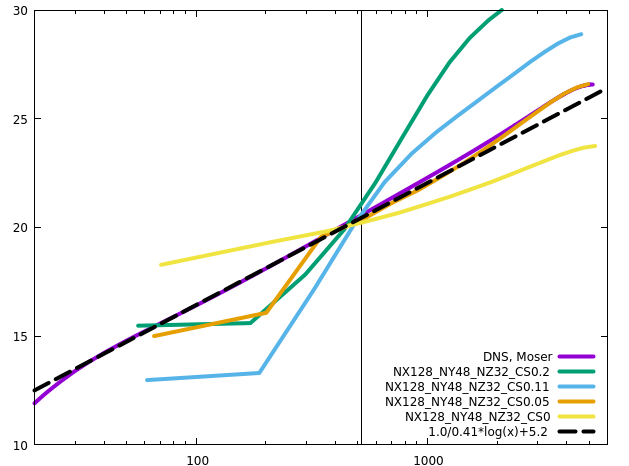 30
25
20
15
10
DNS, Moser
NX128_NY48_NZ32_CS0.2
NX128_NY48_NZ32_CS0.11
NX128_NY48_NZ32_CS0.05
NX128_NY48_NZ32_CS0
1.0/0.41*log(x)+5.2
100
1000